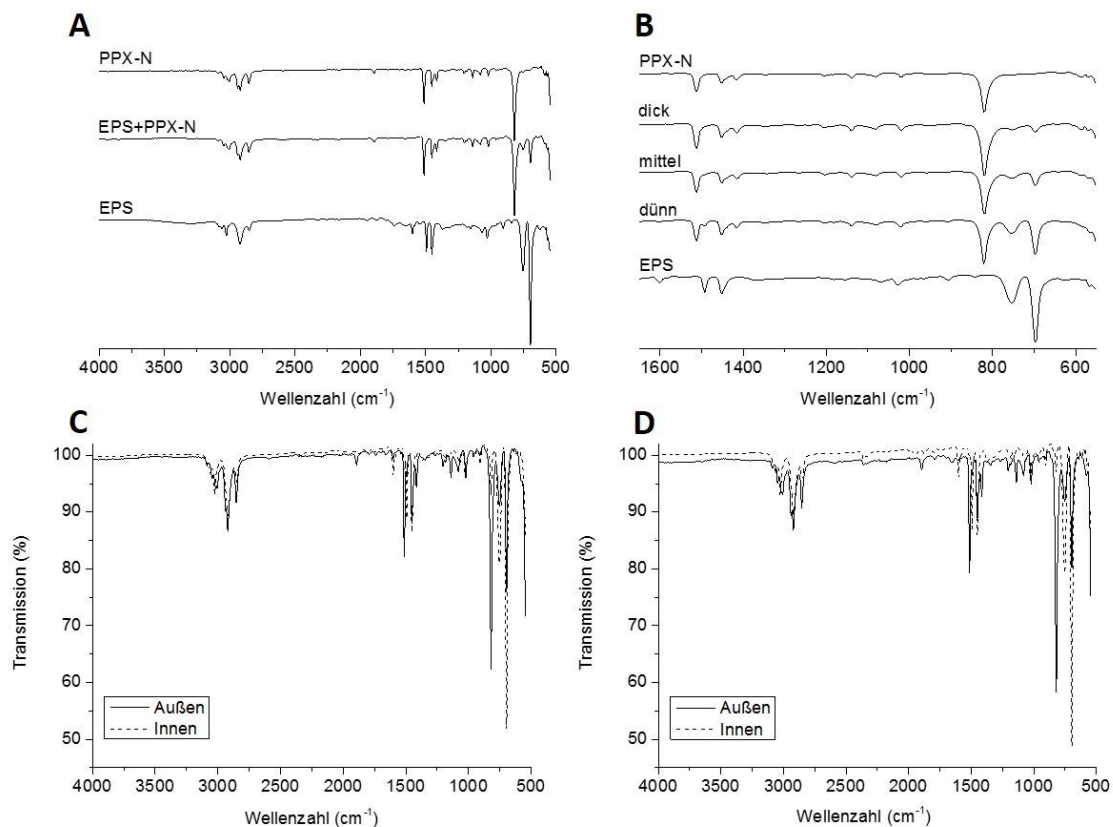 A
PPX-N
EPS+PPX-N
EPS
4000 3500 3000 2500 2000 1500 1000 500
Wellenzahl (cm⁻¹)
B
PPX-N
dick
mittel
dünn
EPS
1600 1400 1200 1000 800 600
Wellenzahl (cm⁻¹)
C
Transmission (%)
100
90
80
70
60
50
Außen
Innen
4000 3500 3000 2500 2000 1500 1000 500
Wellenzahl (cm⁻¹)
D
Transmission (%)
100
90
80
70
60
50
Außen
Innen
4000 3500 3000 2500 2000 1500 1000 500
Wellenzahl (cm⁻¹)